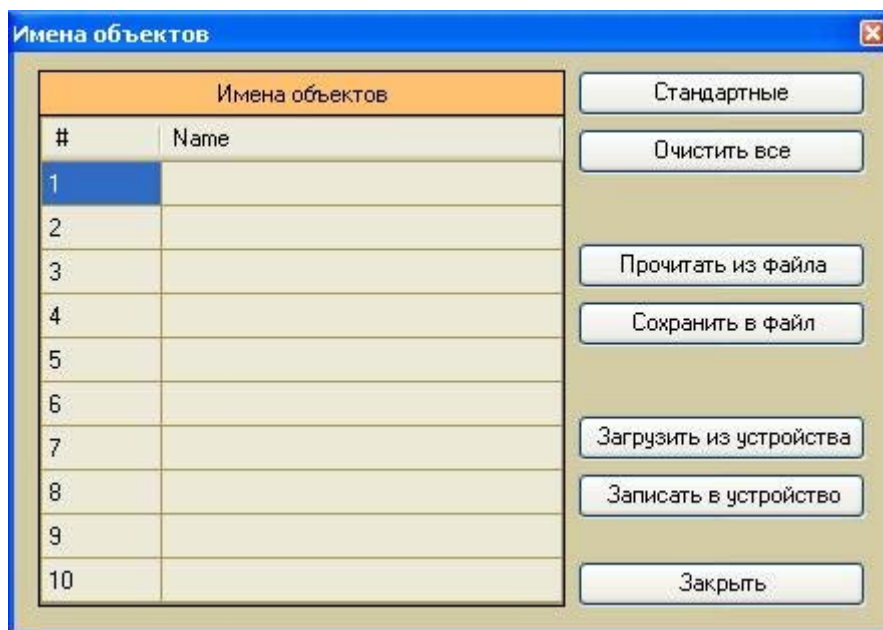 Имена объектов
Имена объектов
# Name
1
2
3
4
5
6
7
8
9
10
Стандартные
Очистить все
Прочитать из файла
Сохранить в файл
Загрузить из устройства
Записать в устройство
Закрыть